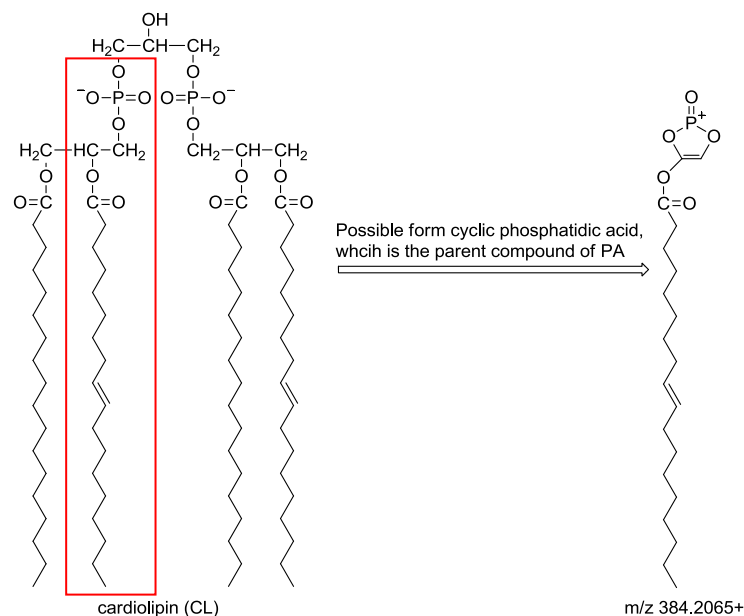 OH
H₂C—CH—CH₂
O O O
⁻O—P=O O=P—O⁻ P⁺
O O O O
H₂C—HC—CH₂ CH₂—CH—CH₂
O O O O O
O=C C=O O=C C=O C=O
Possible form cyclic phosphatidic acid,
whcih is the parent compound of PA
cardiolipin (CL) m/z 384.2065+